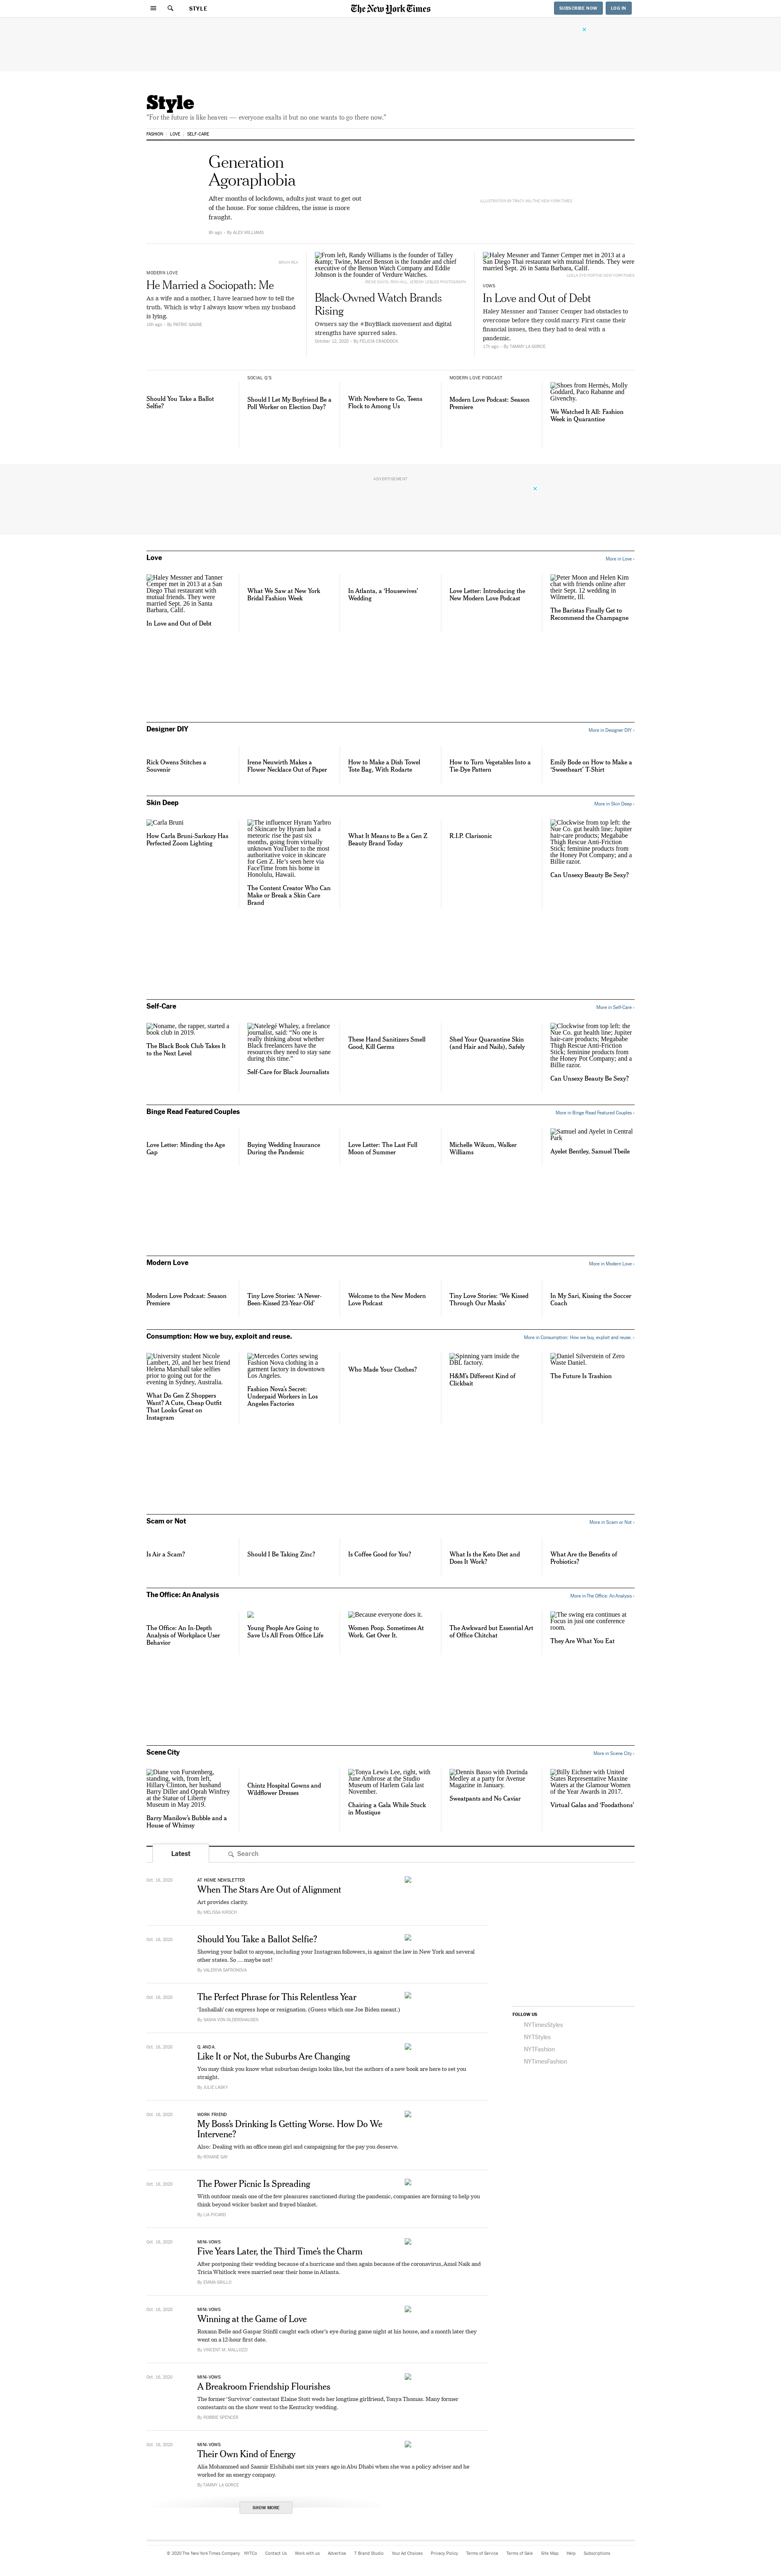 STYLE
The New York Times
SUBSCRIBE NOW
LOG IN
Style
"The future is like heaven — everyone exalts it but no one wants to go there now."
FASHION
LOVE
SELF-CARE
Generation
Agoraphobia
After months of lockdown, adults just want to get out
of the house. For some children, the issue is more
fraught.
8h ago · By ALEX WILLIAMS
MODERN LOVE
He Married a Sociopath: Me
As a wife and a mother, I have learned how to tell the
truth. Which is why I always know when my husband
is lying.
16h ago · By PATRIC GAGNE
From left, Randy Williams is the founder of Talley
&amp; Twine, Marcel Benson is the founder and chief
executive of the Benson Watch Company and Eddie
Johnson is the founder of Verdure Watches.
Black-Owned Watch Brands
Rising
Owners say the #BuyBlack movement and digital
strengths have spurred sales.
October 12, 2020 · By FELICIA CRADDOCK
Haley Messner and Tanner Cemper met in 2013 at a
San Diego Thai restaurant with mutual friends. They were
married Sept. 26 in Santa Barbara, Calif.
VOWS
In Love and Out of Debt
Haley Messner and Tanner Cemper had obstacles to
overcome before they could marry. First came their
financial issues, then they had to deal with a
pandemic.
17h ago · By TAMMY LA GORCE
Should You Take a Ballot
Selfie?
SOCIAL Q'S
Should I Let My Boyfriend Be a
Poll Worker on Election Day?
With Nowhere to Go, Teens
Flock to Among Us
MODERN LOVE PODCAST
Modern Love Podcast: Season
Premiere
Shoes from Hermès, Molly
Goddard, Paco Rabanne and
Givenchy.
We Watched It All: Fashion
Week in Quarantine
ADVERTISEMENT
Love
More in Love ›
Haley Messner and Tanner
Cemper met in 2013 at a San
Diego Thai restaurant with
mutual friends. They were
married Sept. 26 in Santa
Barbara, Calif.
In Love and Out of Debt
What We Saw at New York
Bridal Fashion Week
In Atlanta, a 'Housewives'
Wedding
Love Letter: Introducing the
New Modern Love Podcast
Peter Moon and Helen Kim
chat with friends online after
their Sept. 12 wedding in
Wilmette, Ill.
The Baristas Finally Get to
Recommend the Champagne
Designer DIY
More in Designer DIY ›
Rick Owens Stitches a
Souvenir
Irene Neuwirth Makes a
Flower Necklace Out of Paper
How to Make a Dish Towel
Tote Bag, With Rodarte
How to Turn Vegetables Into a
Tie-Dye Pattern
Emily Bode on How to Make a
'Sweetheart' T-Shirt
Skin Deep
More in Skin Deep ›
Carla Bruni
How Carla Bruni-Sarkozy Has
Perfected Zoom Lighting
The influencer Hyram Yarbro
of Skincare by Hyram had a
meteoric rise the past six
months, going from virtually
unknown YouTuber to the most
authoritative voice in skincare
for Gen Z. He's seen here via
FaceTime from his home in
Honolulu, Hawaii.
The Content Creator Who Can
Make or Break a Skin Care
Brand
What It Means to Be a Gen Z
Beauty Brand Today
R.I.P. Clarisonic
Clockwise from top left: the
Nue Co. gut health line; Jupiter
hair-care products; Megababe
Thigh Rescue Anti-Friction
Stick; feminine products from
the Honey Pot Company; and a
Billie razor.
Can Unsexy Beauty Be Sexy?
Self-Care
More in Self-Care ›
Noname, the rapper, started a
book club in 2019.
The Black Book Club Takes It
to the Next Level
Natelegé Whaley, a freelance
journalist, said: "No one is
really thinking about whether
Black freelancers have the
resources they need to stay sane
during this time."
Self-Care for Black Journalists
These Hand Sanitizers Smell
Good, Kill Germs
Shed Your Quarantine Skin
(and Hair and Nails), Safely
Clockwise from top left: the
Nue Co. gut health line; Jupiter
hair-care products; Megababe
Thigh Rescue Anti-Friction
Stick; feminine products from
the Honey Pot Company; and a
Billie razor.
Can Unsexy Beauty Be Sexy?
Binge Read Featured Couples
More in Binge Read Featured Couples ›
Love Letter: Minding the Age
Gap
Buying Wedding Insurance
During the Pandemic
Love Letter: The Last Full
Moon of Summer
Michelle Wikum, Walker
Williams
Samuel and Ayelet in Central
Park
Ayelet Bentley, Samuel Tbeile
Modern Love
More in Modern Love ›
Modern Love Podcast: Season
Premiere
Tiny Love Stories: 'A Never-
Been-Kissed 23-Year-Old'
Welcome to the New Modern
Love Podcast
Tiny Love Stories: 'We Kissed
Through Our Masks'
In My Sari, Kissing the Soccer
Coach
Consumption: How we buy, exploit and reuse.
More in Consumption: How we buy, exploit and reuse. ›
University student Nicole
Lambert, 20, and her best friend
Helena Marshall take selfies
prior to going out for the
evening in Sydney, Australia.
What Do Gen Z Shoppers
Want? A Cute, Cheap Outfit
That Looks Great on
Instagram
Mercedes Cortes sewing
Fashion Nova clothing in a
garment factory in downtown
Los Angeles.
Fashion Nova's Secret:
Underpaid Workers in Los
Angeles Factories
Who Made Your Clothes?
Spinning yarn inside the
DBL factory.
H&M's Different Kind of
Clickbait
Daniel Silverstein of Zero
Waste Daniel.
The Future Is Trashion
Scam or Not
More in Scam or Not ›
Is Air a Scam?
Should I Be Taking Zinc?
Is Coffee Good for You?
What Is the Keto Diet and
Does It Work?
What Are the Benefits of
Probiotics?
The Office: An Analysis
More in The Office: An Analysis ›
The Office: An In-Depth
Analysis of Workplace User
Behavior
Young People Are Going to
Save Us All From Office Life
Because everyone does it.
Women Poop. Sometimes At
Work. Get Over It.
The Awkward but Essential Art
of Office Chitchat
The swing era continues at
Focus in just one conference
room.
They Are What You Eat
Scene City
More in Scene City ›
Diane von Furstenberg,
standing, with, from left,
Hillary Clinton, her husband
Barry Diller and Oprah Winfrey
at the Statue of Liberty
Museum in May 2019.
Barry Manilow's Bubble and a
House of Whimsy
Chintz Hospital Gowns and
Wildflower Dresses
Tonya Lewis Lee, right, with
June Ambrose at the Studio
Museum of Harlem Gala last
November.
Chairing a Gala While Stuck
in Mustique
Dennis Basso with Dorinda
Medley at a party for Avenue
Magazine in January.
Sweatpants and No Caviar
Billy Eichner with United
States Representative Maxine
Waters at the Glamour Women
of the Year Awards in 2017.
Virtual Galas and 'Foodathons'
Latest
Search
Oct. 16, 2020
AT HOME NEWSLETTER
When The Stars Are Out of Alignment
Art provides clarity.
By MELISSA KIRSCH
Oct. 16, 2020
Should You Take a Ballot Selfie?
Showing your ballot to anyone, including your Instagram followers, is against the law in New York and several
other states. So … maybe not!
By VALERIYA SAFRONOVA
Oct. 16, 2020
The Perfect Phrase for This Relentless Year
'Inshallah' can express hope or resignation. (Guess which one Joe Biden meant.)
By SASHA VON OLDERSHAUSEN
Oct. 16, 2020
Q. AND A.
Like It or Not, the Suburbs Are Changing
You may think you know what suburban design looks like, but the authors of a new book are here to set you
straight.
By JULIE LASKY
Oct. 16, 2020
WORK FRIEND
My Boss's Drinking Is Getting Worse. How Do We
Intervene?
Also: Dealing with an office mean girl and campaigning for the pay you deserve.
By ROXANE GAY
Oct. 16, 2020
The Power Picnic Is Spreading
With outdoor meals one of the few pleasures sanctioned during the pandemic, companies are forming to help you
think beyond wicker basket and frayed blanket.
By LIA PICARD
Oct. 16, 2020
MINI-VOWS
Five Years Later, the Third Time's the Charm
After postponing their wedding because of a hurricane and then again because of the coronavirus, Amol Naik and
Tricia Whitlock were married near their home in Atlanta.
Oct. 16, 2020
MINI-VOWS
Winning at the Game of Love
Roxann Belle and Gaspar Stinfil caught each other's eye during game night at his house, and a month later they
went on a 12-hour first date.
By VINCENT M. MALLOZZI
Oct. 16, 2020
MINI-VOWS
A Breakroom Friendship Flourishes
The former 'Survivor' contestant Elaine Stott weds her longtime girlfriend, Tonya Thomas. Many former
contestants on the show went to the Kentucky wedding.
By ROBBIE SPENCER
Oct. 16, 2020
MINI-VOWS
Their Own Kind of Energy
Alia Mohammed and Saamir Elshihabi met six years ago in Abu Dhabi when she was a policy adviser and he
worked for an energy company.
By TAMMY LA GORCE
SHOW MORE
FOLLOW US
NYTimesStyles
NYTStyles
NYTFashion
NYTimesFashion
© 2020 The New York Times Company
NYTCo
Contact Us
Work with us
Advertise
T Brand Studio
Your Ad Choices
Privacy Policy
Terms of Service
Terms of Sale
Site Map
Help
Subscriptions